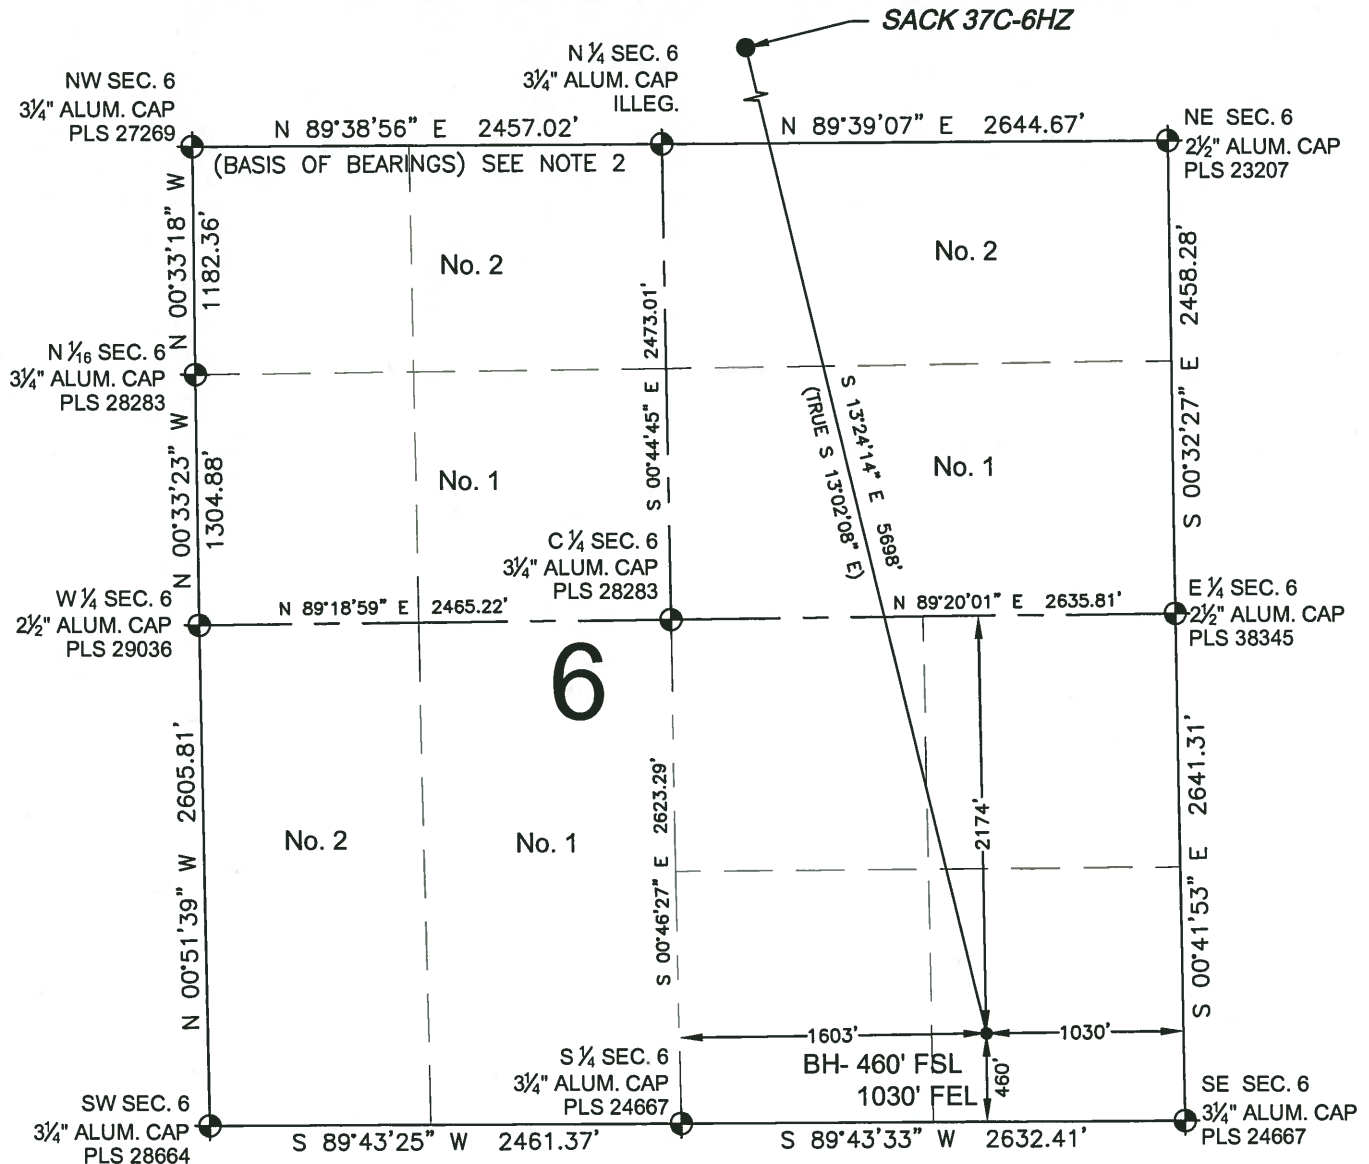 SACK 37C-6HZ
N 1/4 SEC. 6
3 1/4" ALUM. CAP
ILLEG.
NW SEC. 6
3 1/4" ALUM. CAP
PLS 27269
NE SEC. 6
2 1/2" ALUM. CAP
PLS 23207
N 89°38'56" E 2457.02'
N 89°39'07" E 2644.67'
(BASIS OF BEARINGS) SEE NOTE 2
N 00°33'18" W
1182.36'
No. 2
No. 2
S 00°44'45" E 2473.01'
S 00°32'27" E 2458.28'
N 1/16 SEC. 6
3 1/4" ALUM. CAP
PLS 28283
N 00°33'23" W
1304.88'
No. 1
No. 1
S 13°24'14" E 5698'
(TRUE S 13°02'08" E)
C 1/4 SEC. 6
3 1/4" ALUM. CAP
PLS 28283
W 1/4 SEC. 6
2 1/2" ALUM. CAP
PLS 29036
N 89°18'59" E 2465.22'
N 89°20'01" E 2635.81'
E 1/4 SEC. 6
2 1/2" ALUM. CAP
PLS 38345
6
N 00°51'39" W 2605.81'
No. 2
No. 1
S 00°46'27" E 2623.29'
2174'
S 00°41'53" E 2641.31'
1603'
1030'
BH- 460' FSL
1030' FEL
460'
S 1/4 SEC. 6
3 1/4" ALUM. CAP
PLS 24667
SW SEC. 6
3 1/4" ALUM. CAP
PLS 28664
SE SEC. 6
3 1/4" ALUM. CAP
PLS 24667
S 89°43'25" W 2461.37'
S 89°43'33" W 2632.41'